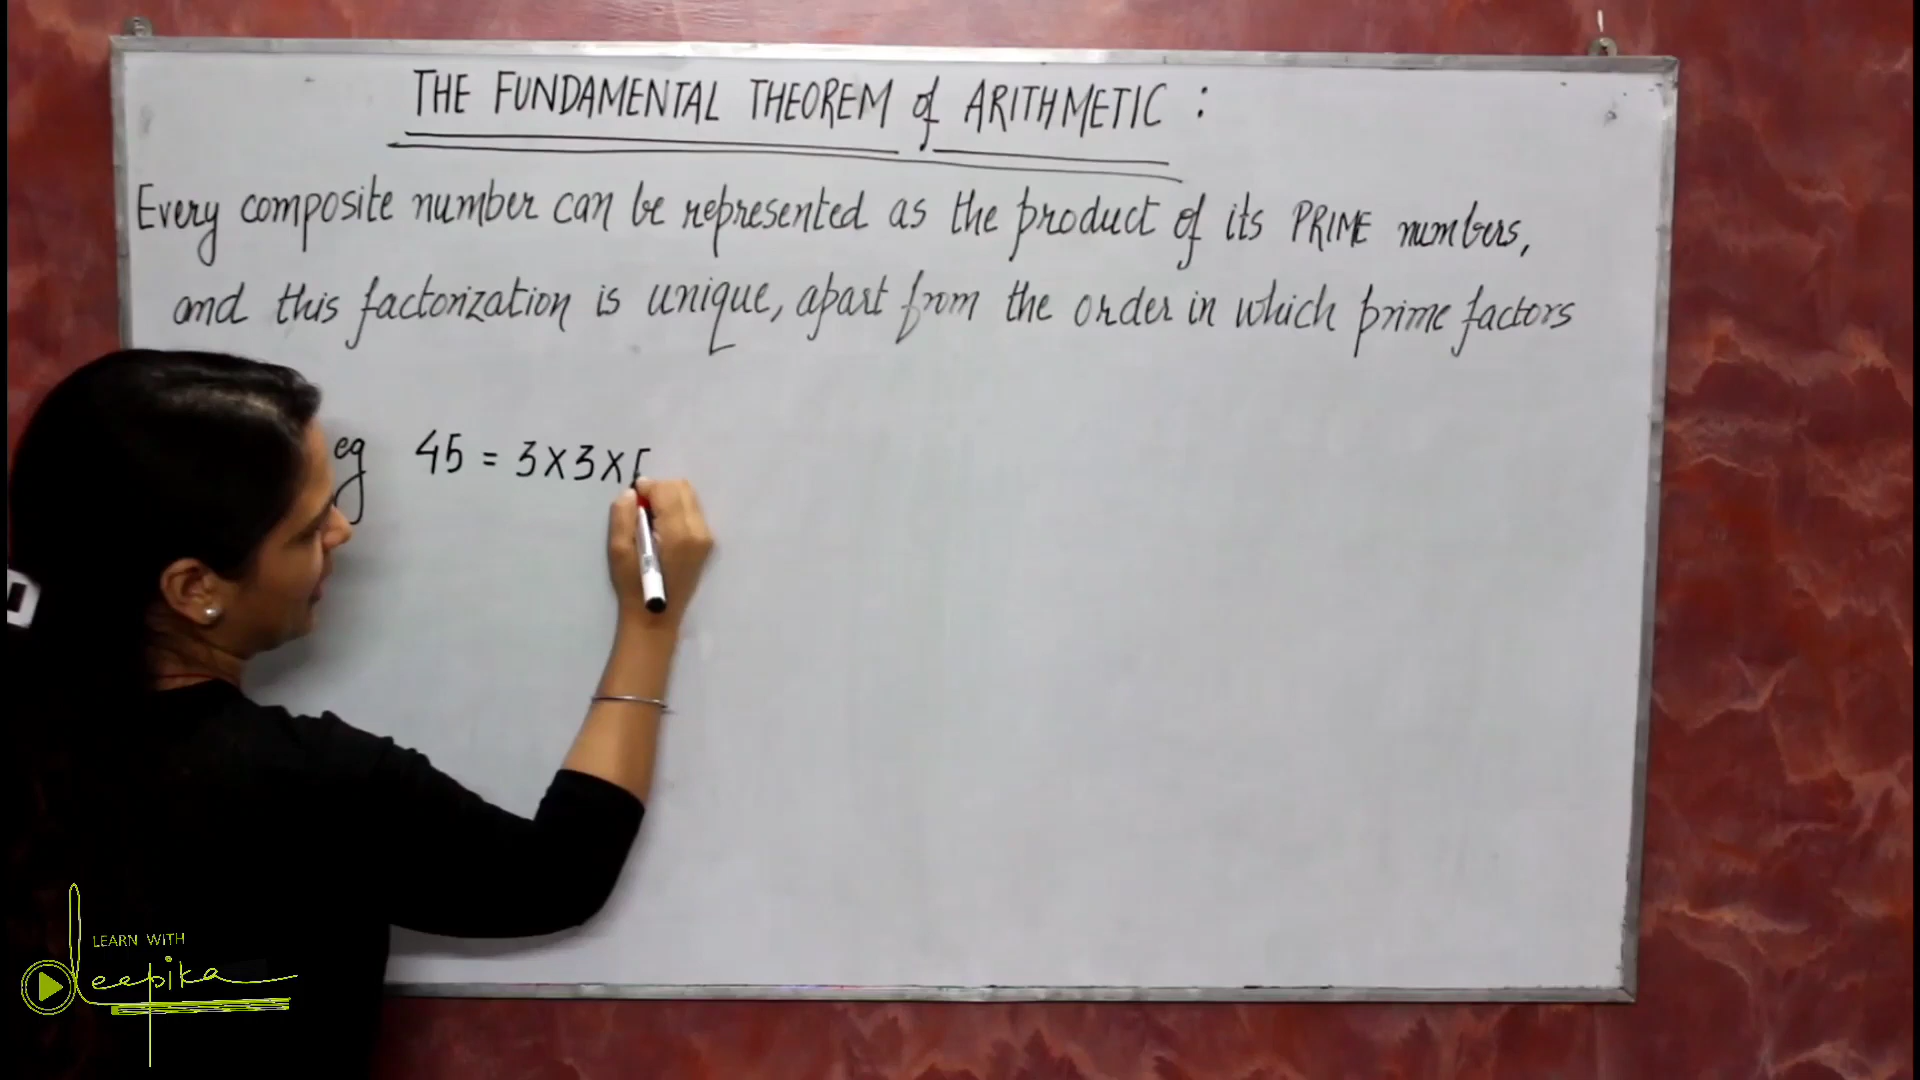 THE FUNDAMENTAL THEOREM of ARITHMETIC :
Every composite number can be represented as the product of its PRIME numbers,
and this factorization is unique, apart from the order in which prime factors
eg 45 = 3x3x5
LEARN WITH
Deepika